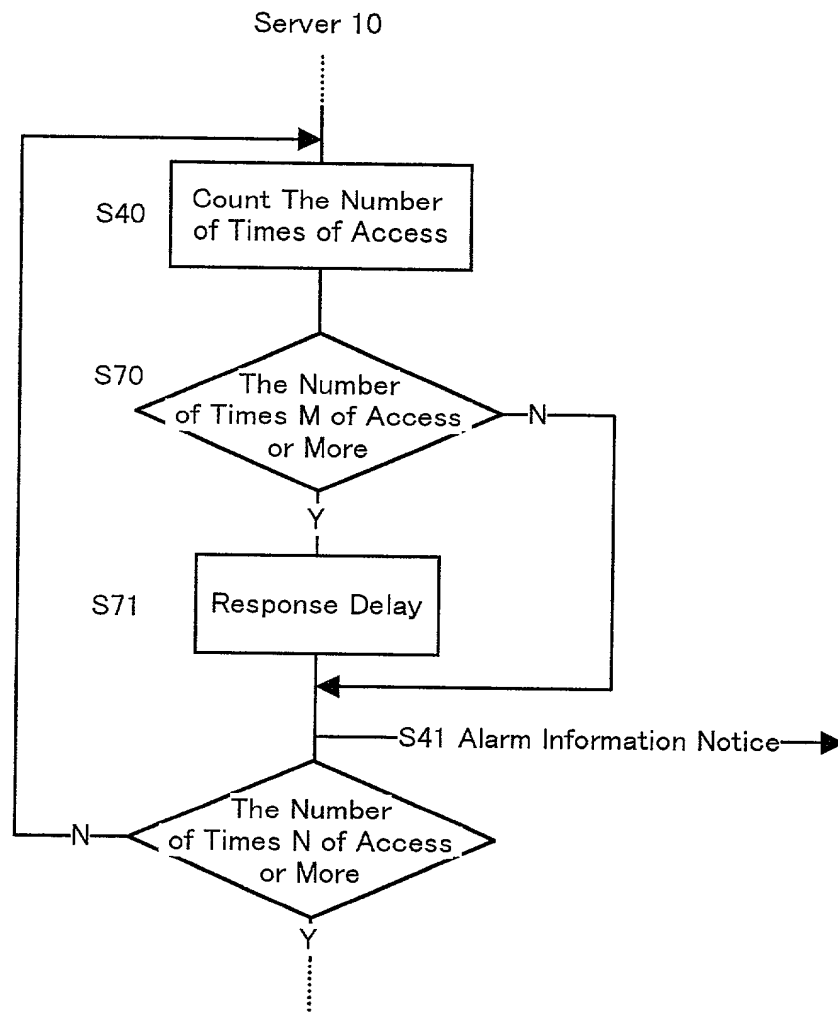 Server 10
S40
Count The Number
of Times of Access
S70
The Number
of Times M of Access
or More
N
Y
S71
Response Delay
S41 Alarm Information Notice
The Number
of Times N of Access
or More
N
Y